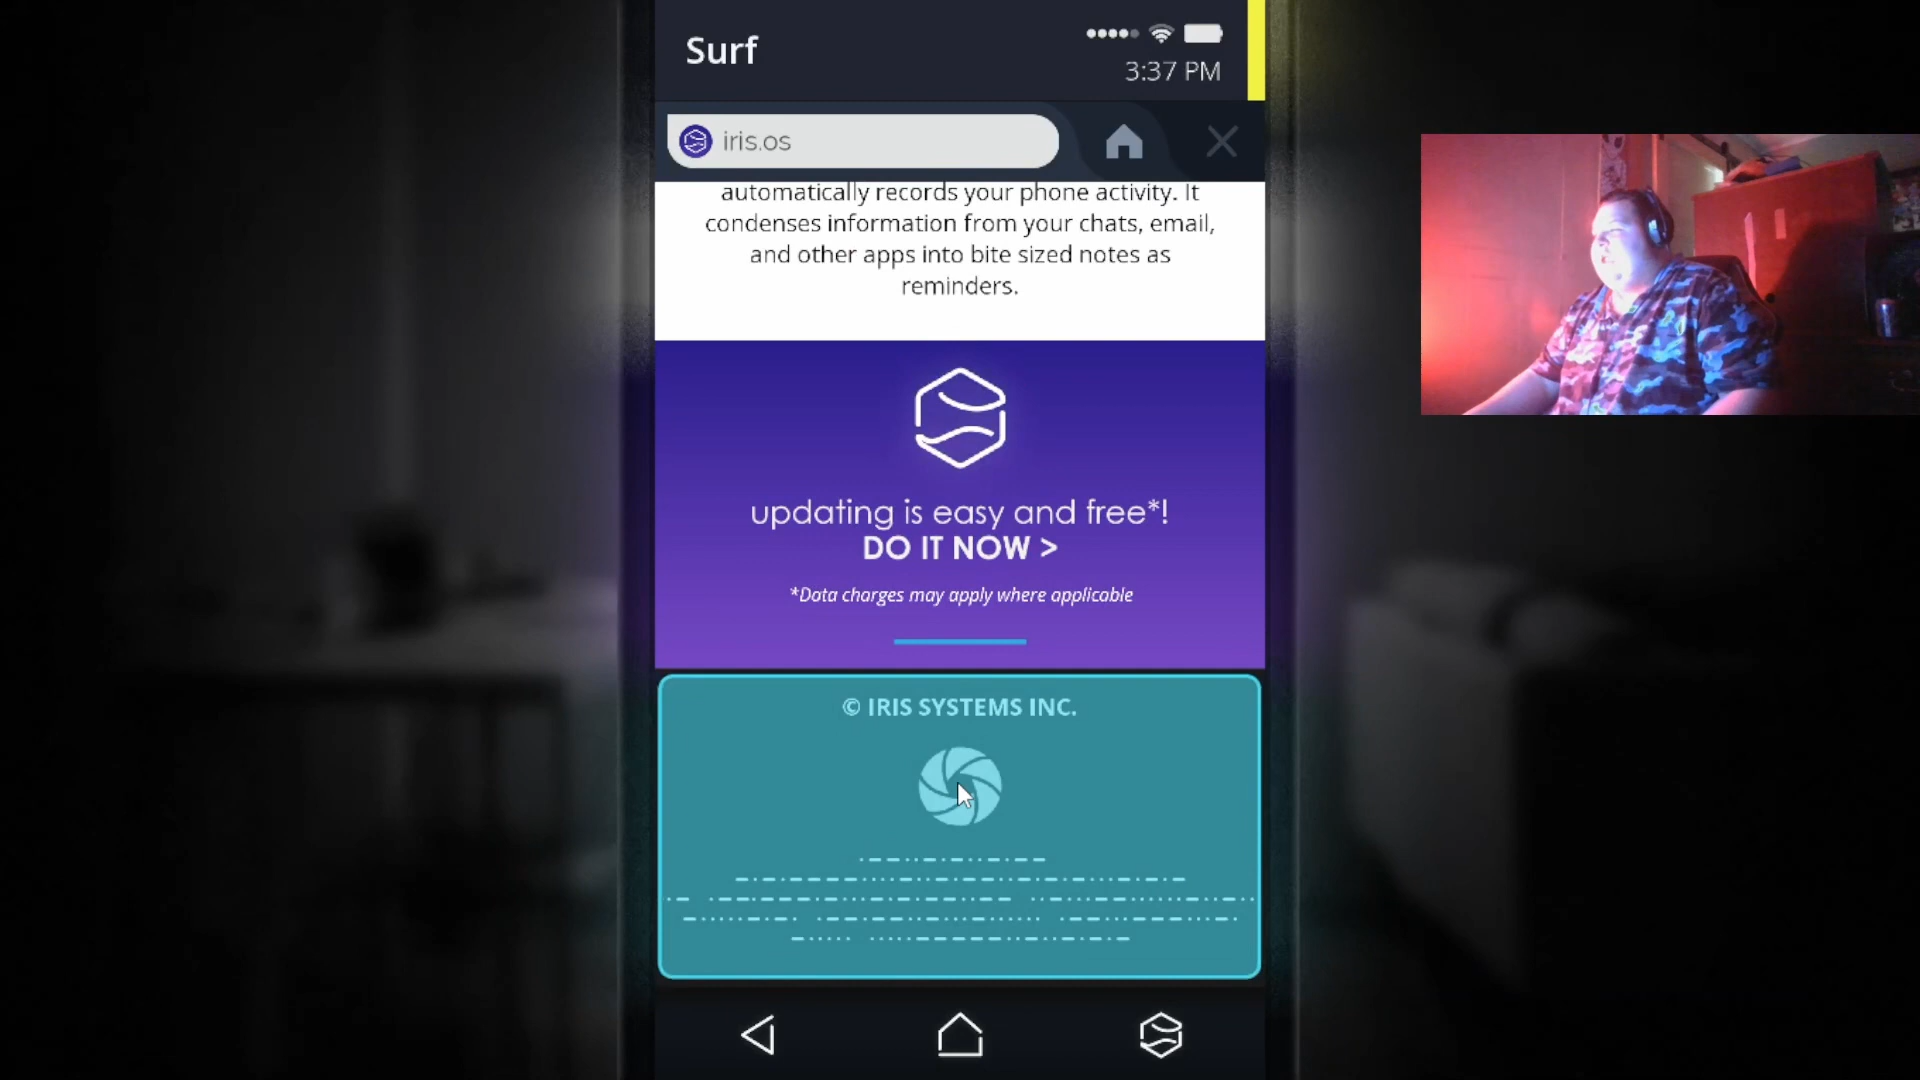 Surf
3:37 PM
iris.os
automatically records your phone activity. It
condenses information from your chats, email,
and other apps into bite sized notes as
reminders.
updating is easy and free*!
DO IT NOW >
*Data charges may apply where applicable
© IRIS SYSTEMS INC.